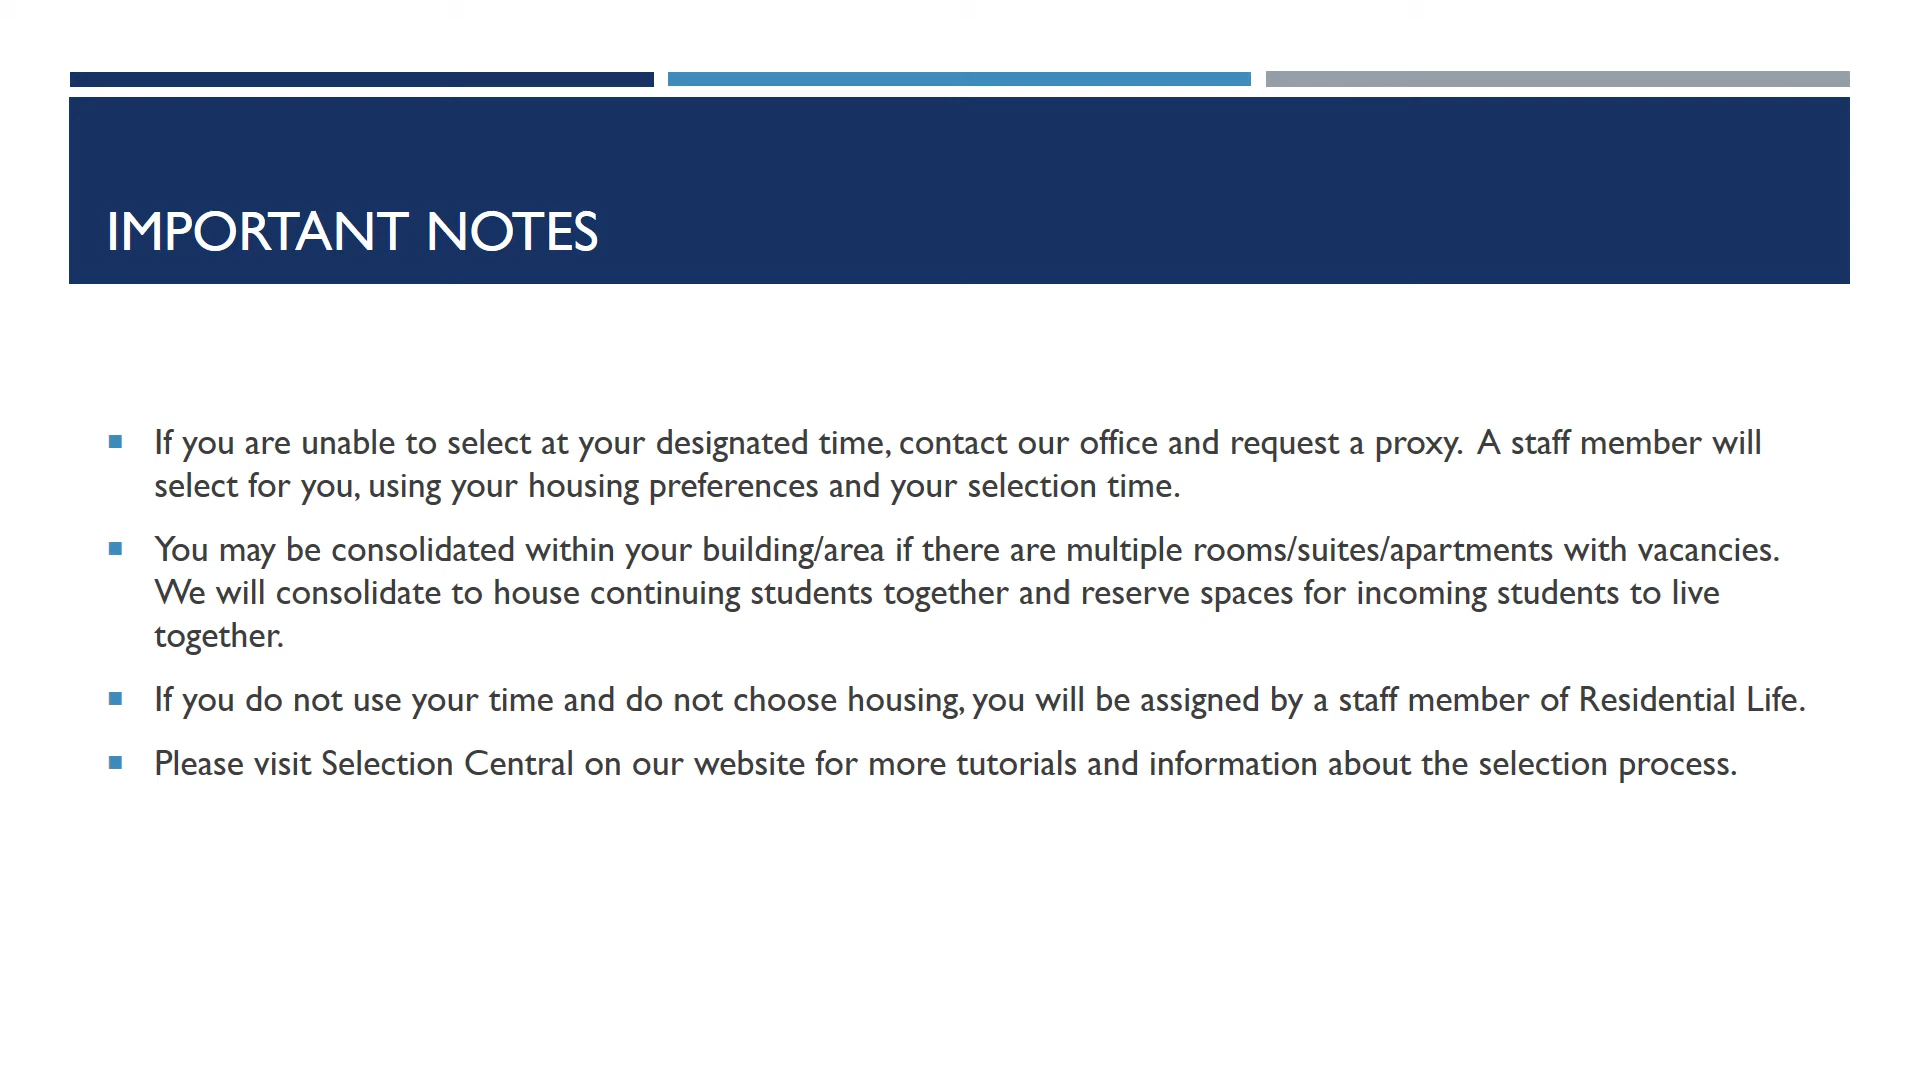 IMPORTANT NOTES
If you are unable to select at your designated time, contact our office and request a proxy. A staff member will
select for you, using your housing preferences and your selection time.
You may be consolidated within your building/area if there are multiple rooms/suites/apartments with vacancies.
We will consolidate to house continuing students together and reserve spaces for incoming students to live
together.
If you do not use your time and do not choose housing, you will be assigned by a staff member of Residential Life.
Please visit Selection Central on our website for more tutorials and information about the selection process.